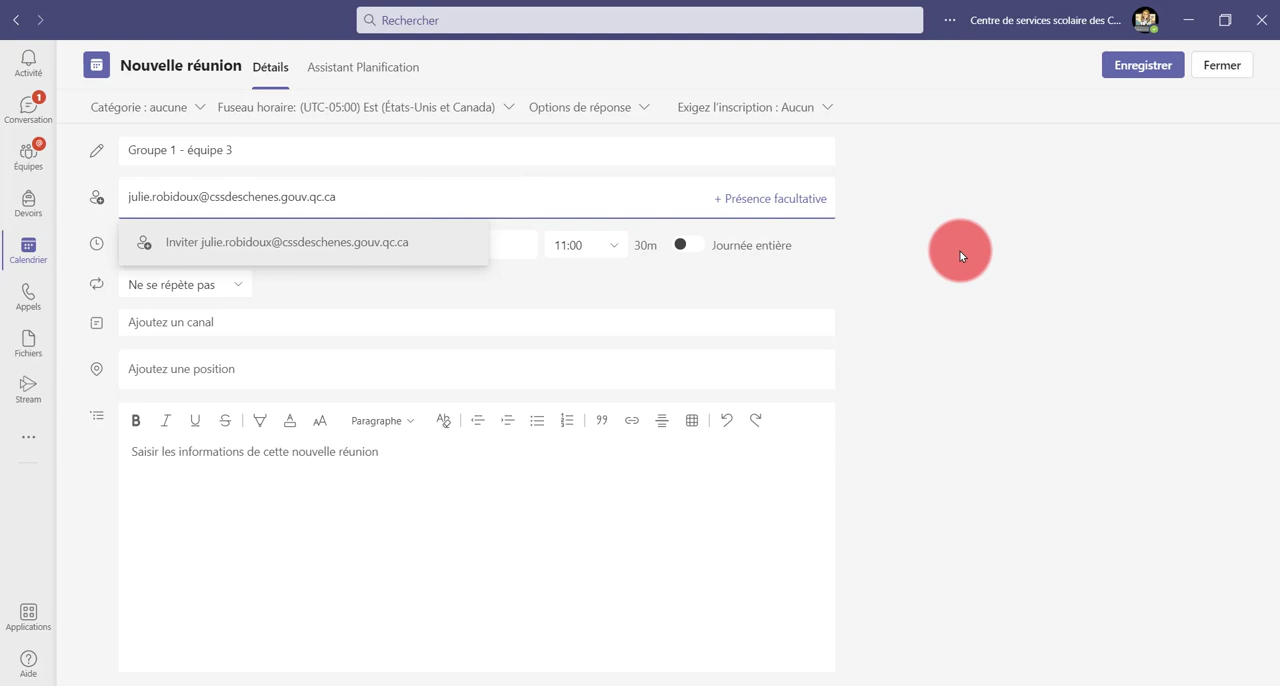 Rechercher
Centre de services scolaire des C...
Activité
1
Conversation
@
Équipes
Devoirs
Calendrier
Appels
Fichiers
Stream
Applications
Aide
Nouvelle réunion Détails Assistant Planification
Enregistrer Fermer
Catégorie : aucune Fuseau horaire: (UTC-05:00) Est (États-Unis et Canada) Options de réponse Exigez l'inscription : Aucun
Groupe 1 - équipe 3
julie.robidoux@cssdeschenes.gouv.qc.ca + Présence facultative
Inviter julie.robidoux@cssdeschenes.gouv.qc.ca
11:00 30m Journée entière
Ne se répète pas
Ajoutez un canal
Ajoutez une position
B I U S A AA Paragraphe Ab
Saisir les informations de cette nouvelle réunion